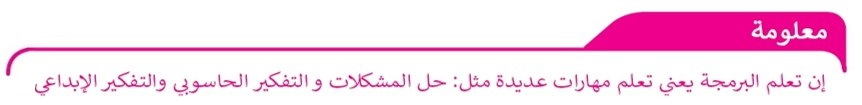 معلومة
إن تعلم البرمجة يعني تعلم مهارات عديدة مثل: حل المشكلات و التفكير الحاسوبي والتفكير الإبداعي